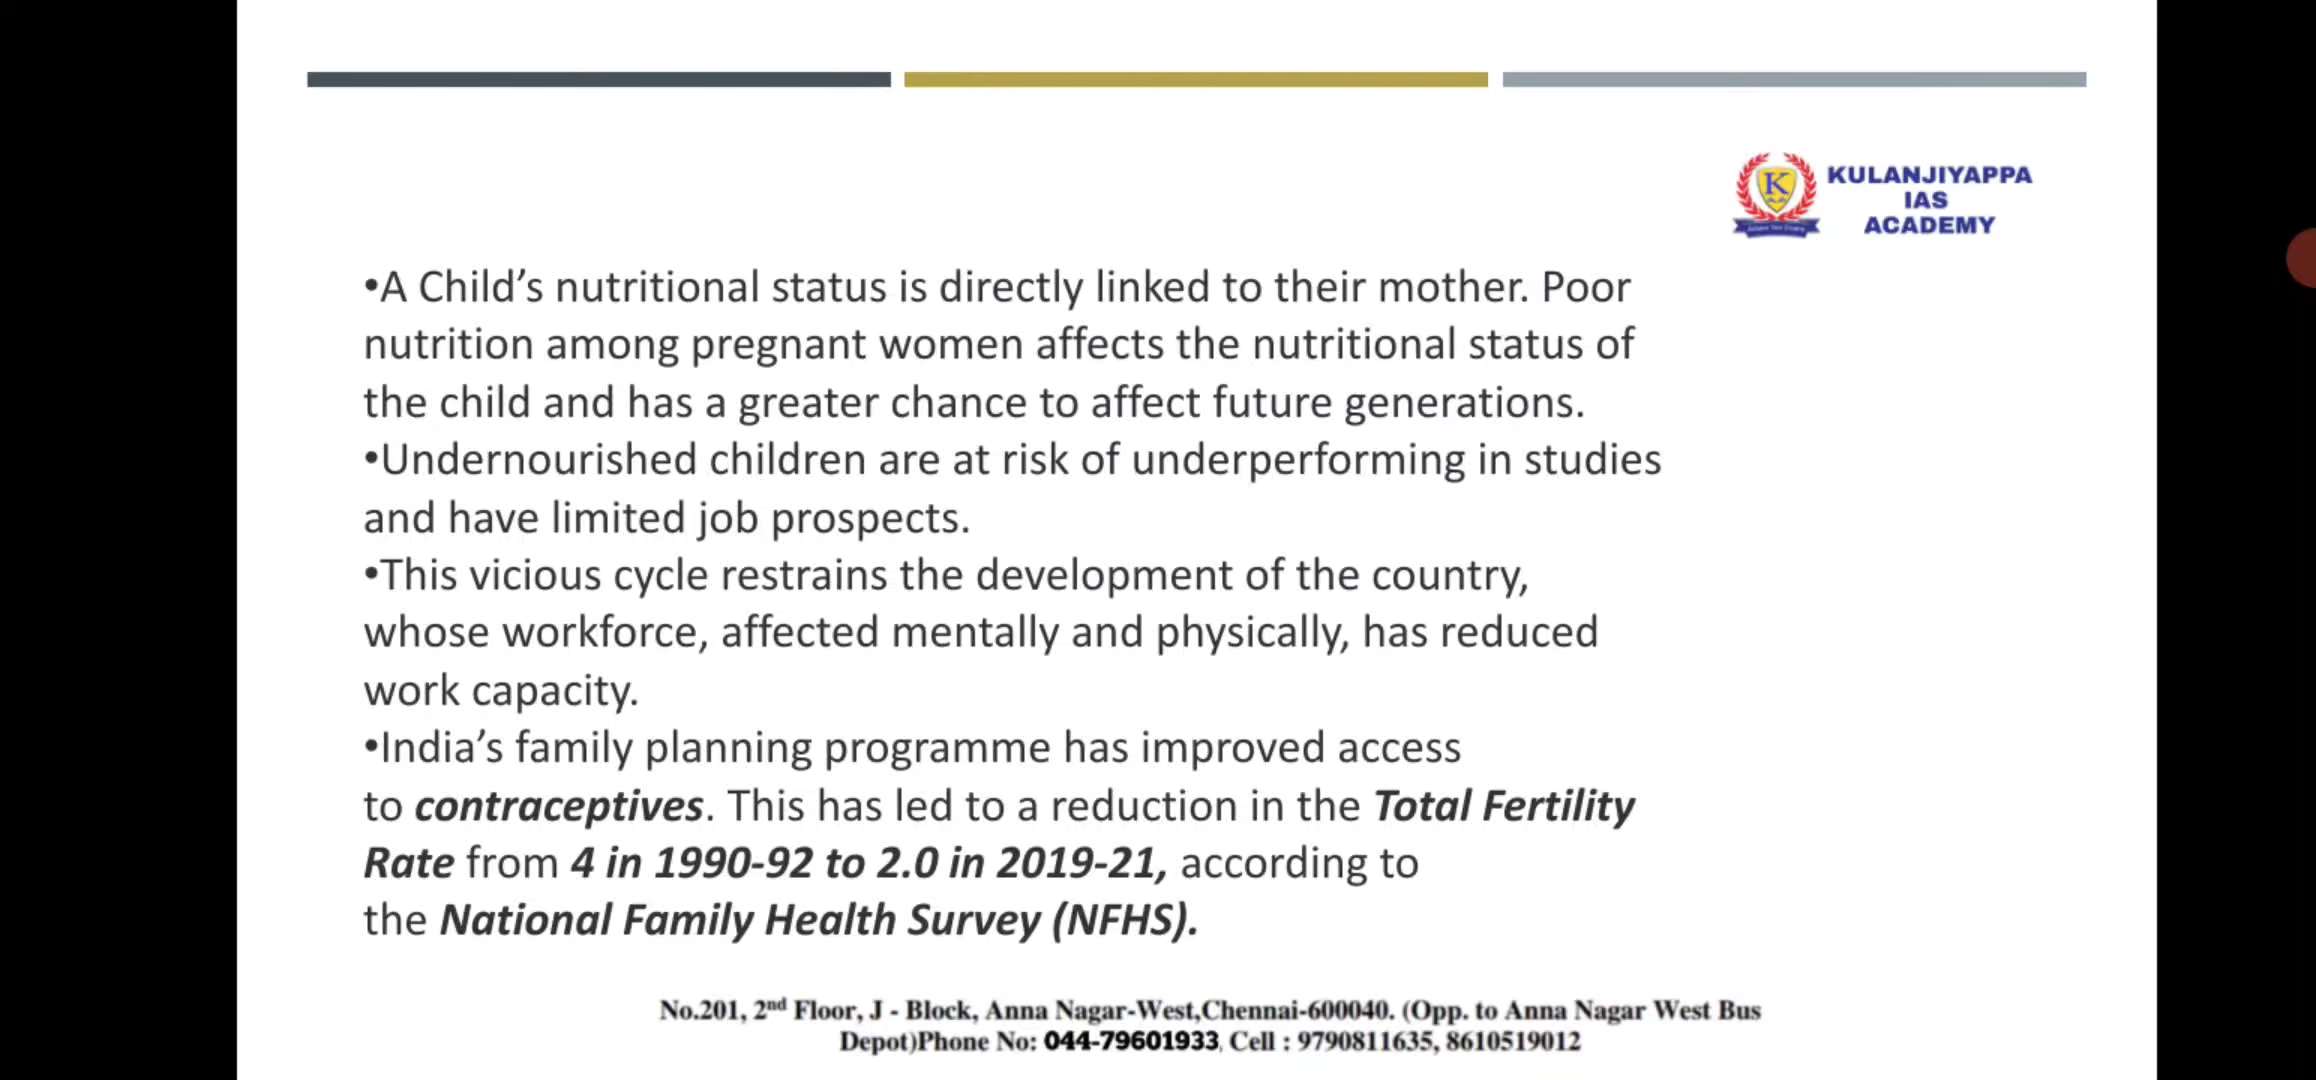 KULANJIYAPPA
IAS
ACADEMY
•A Child’s nutritional status is directly linked to their mother. Poor
nutrition among pregnant women affects the nutritional status of
the child and has a greater chance to affect future generations.
•Undernourished children are at risk of underperforming in studies
and have limited job prospects.
•This vicious cycle restrains the development of the country,
whose workforce, affected mentally and physically, has reduced
work capacity.
•India’s family planning programme has improved access
to contraceptives. This has led to a reduction in the Total Fertility
Rate from 4 in 1990-92 to 2.0 in 2019-21, according to
the National Family Health Survey (NFHS).
No.201, 2nd Floor, J - Block, Anna Nagar-West,Chennai-600040. (Opp. to Anna Nagar West Bus
Depot)Phone No: 044-79601933, Cell : 9790811635, 8610519012